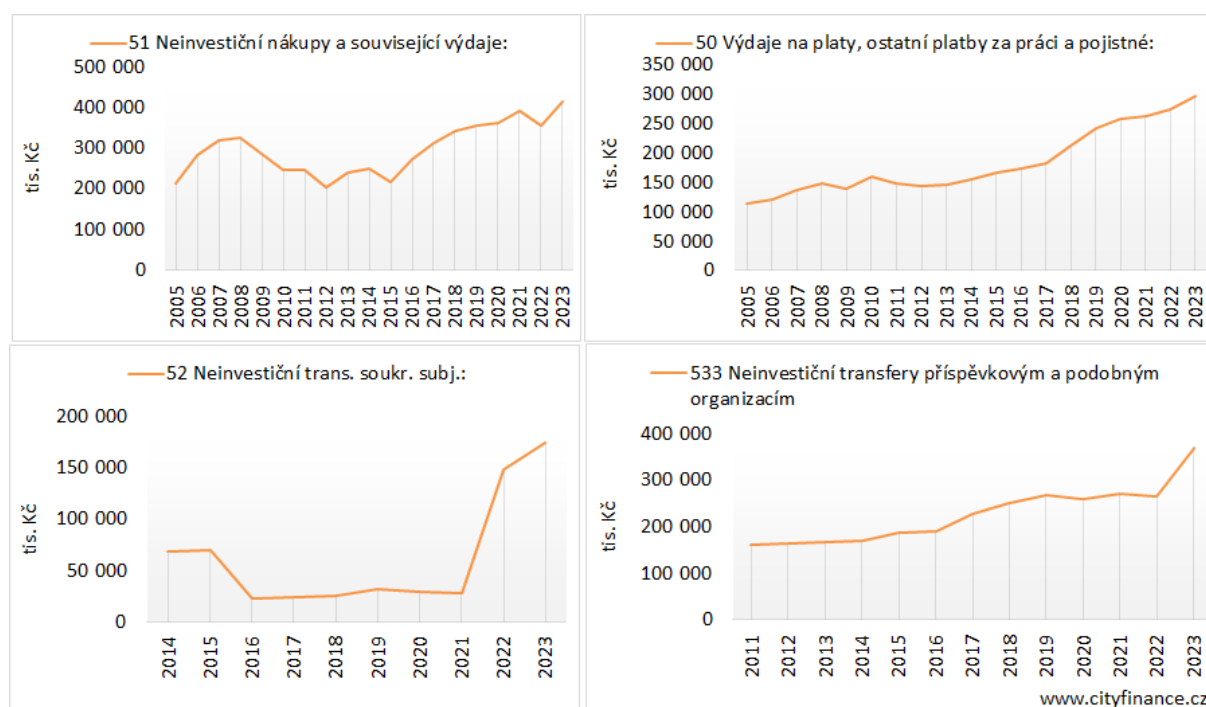 51 Neinvestiční nákupy a související výdaje:
500 000
400 000
300 000
200 000
100 000
0
tis. Kč
2005 2006 2007 2008 2009 2010 2011 2012 2013 2014 2015 2016 2017 2018 2019 2020 2021 2022 2023
50 Výdaje na platy, ostatní platby za práci a pojistné:
350 000
300 000
250 000
200 000
150 000
100 000
50 000
0
tis. Kč
2005 2006 2007 2008 2009 2010 2011 2012 2013 2014 2015 2016 2017 2018 2019 2020 2021 2022 2023
52 Neinvestiční trans. soukr. subj.:
200 000
150 000
100 000
50 000
0
tis. Kč
2014 2015 2016 2017 2018 2019 2020 2021 2022 2023
533 Neinvestiční transfery příspěvkovým a podobným
organizacím
400 000
300 000
200 000
100 000
0
tis. Kč
2011 2012 2013 2014 2015 2016 2017 2018 2019 2020 2021 2022 2023
www.cityfinance.cz